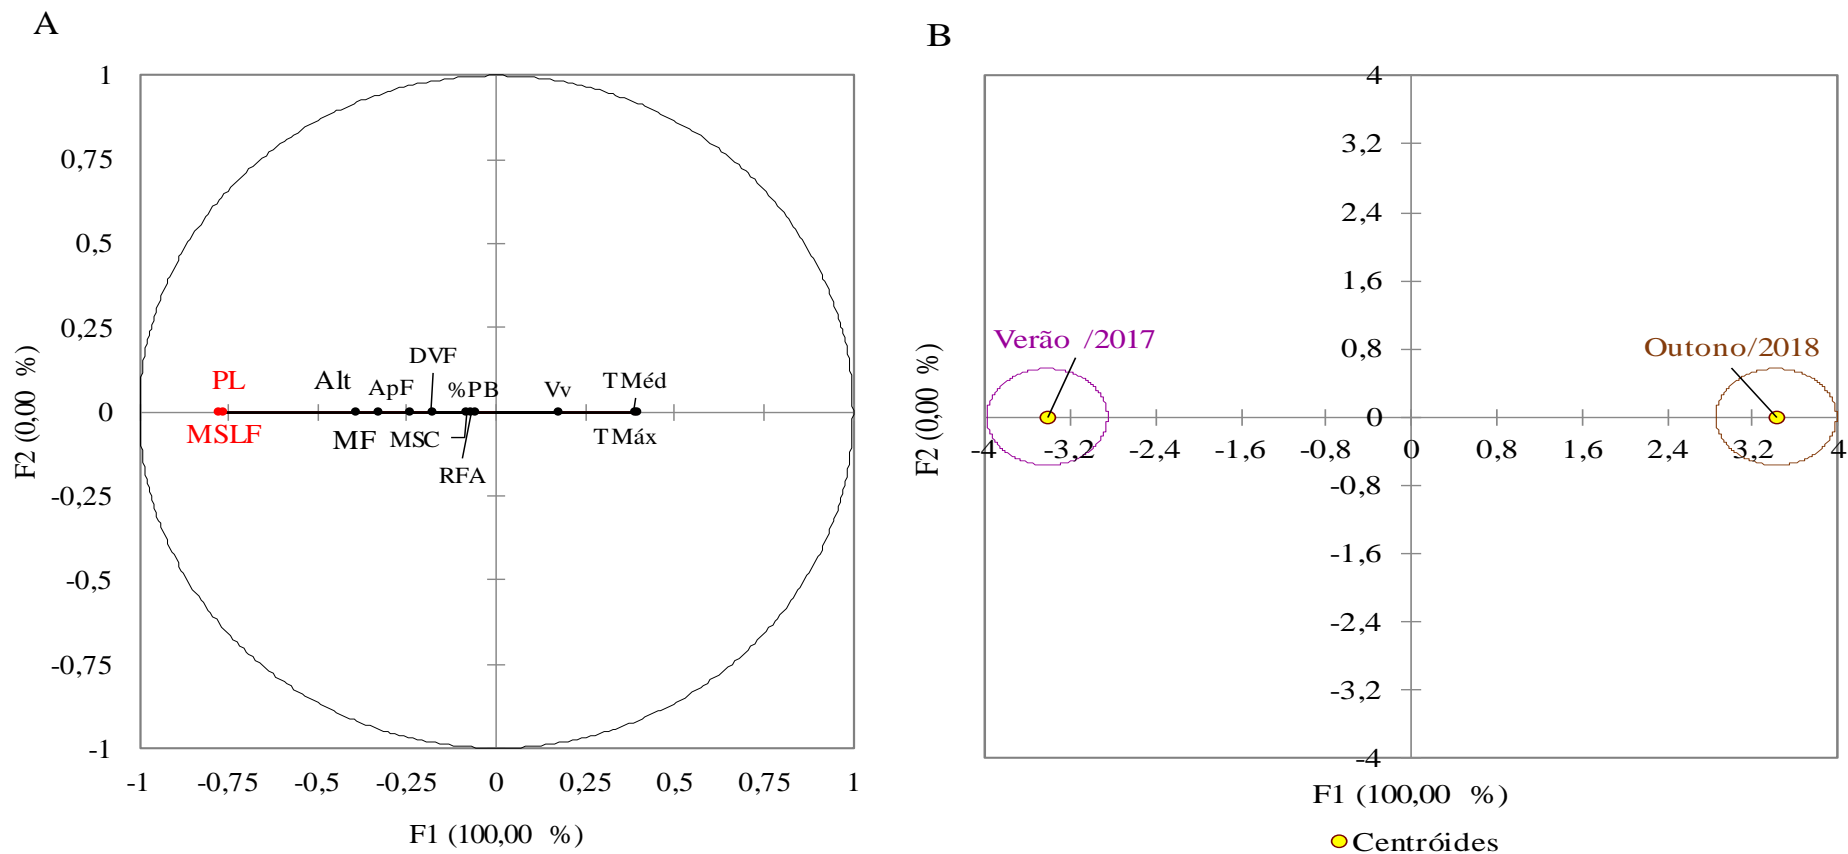 A
1
0,75
0,5
0,25
0
-0,25
-0,5
-0,75
-1
F2 (0,00 %)
PL
MSLF
Alt
ApF
MF
DVF
MSC
%PB
RFA
Vv
TMéd
TMáx
-1
-0,75
-0,5
-0,25
0
0,25
0,5
0,75
1
F1 (100,00 %)
B
4
3,2
2,4
1,6
0,8
0
-0,8
-1,6
-2,4
-3,2
-4
F2 (0,00 %)
Verão /2017
Outono/2018
-4
-3,2
-2,4
-1,6
-0,8
0
0,8
1,6
2,4
3,2
4
F1 (100,00 %)
Centróides